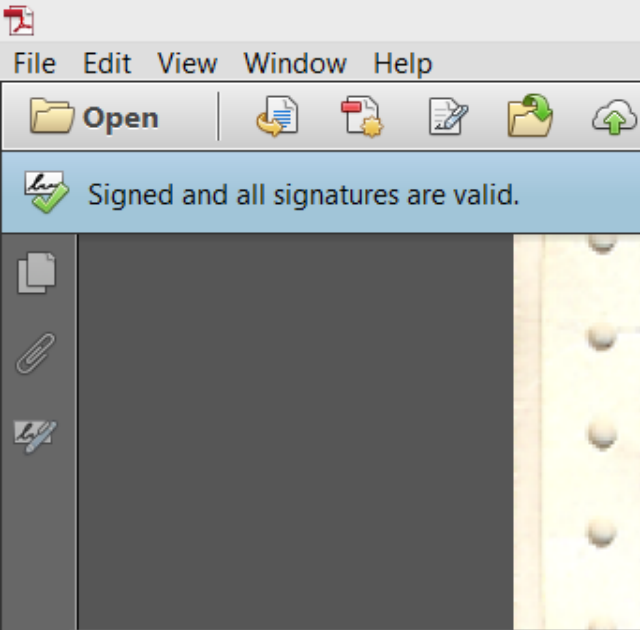 File Edit View Window Help
Open
Signed and all signatures are valid.